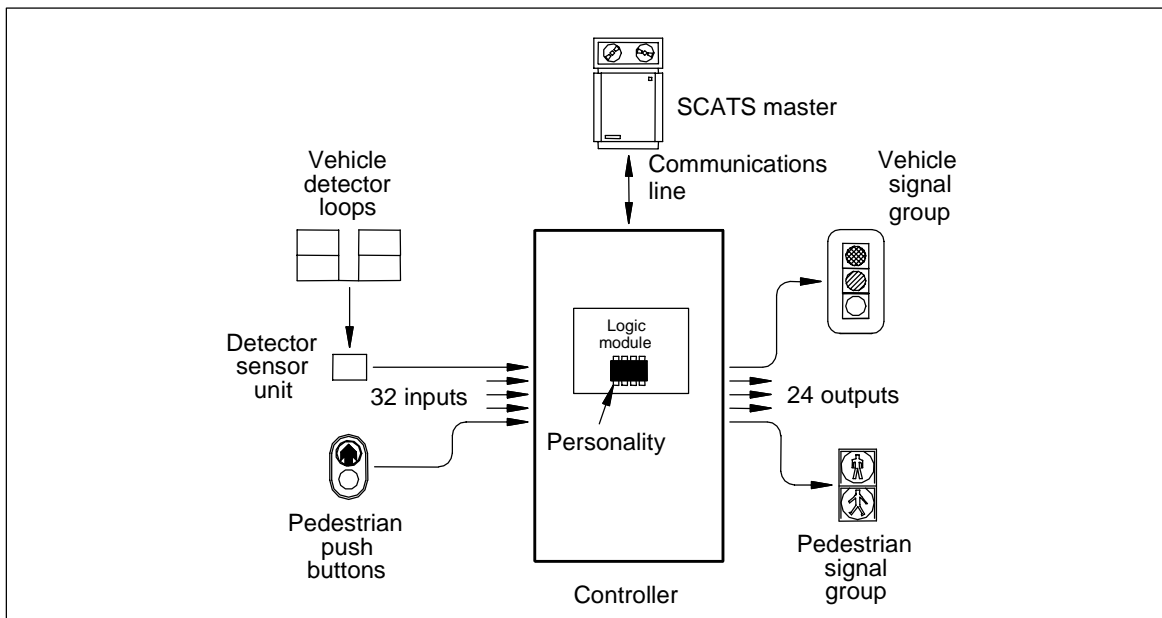 SCATS master
Communications
line
Vehicle
detector
loops
Vehicle
signal
group
Logic
module
Detector
sensor
unit
32 inputs
24 outputs
Personality
Pedestrian
push
buttons
Pedestrian
signal
group
Controller